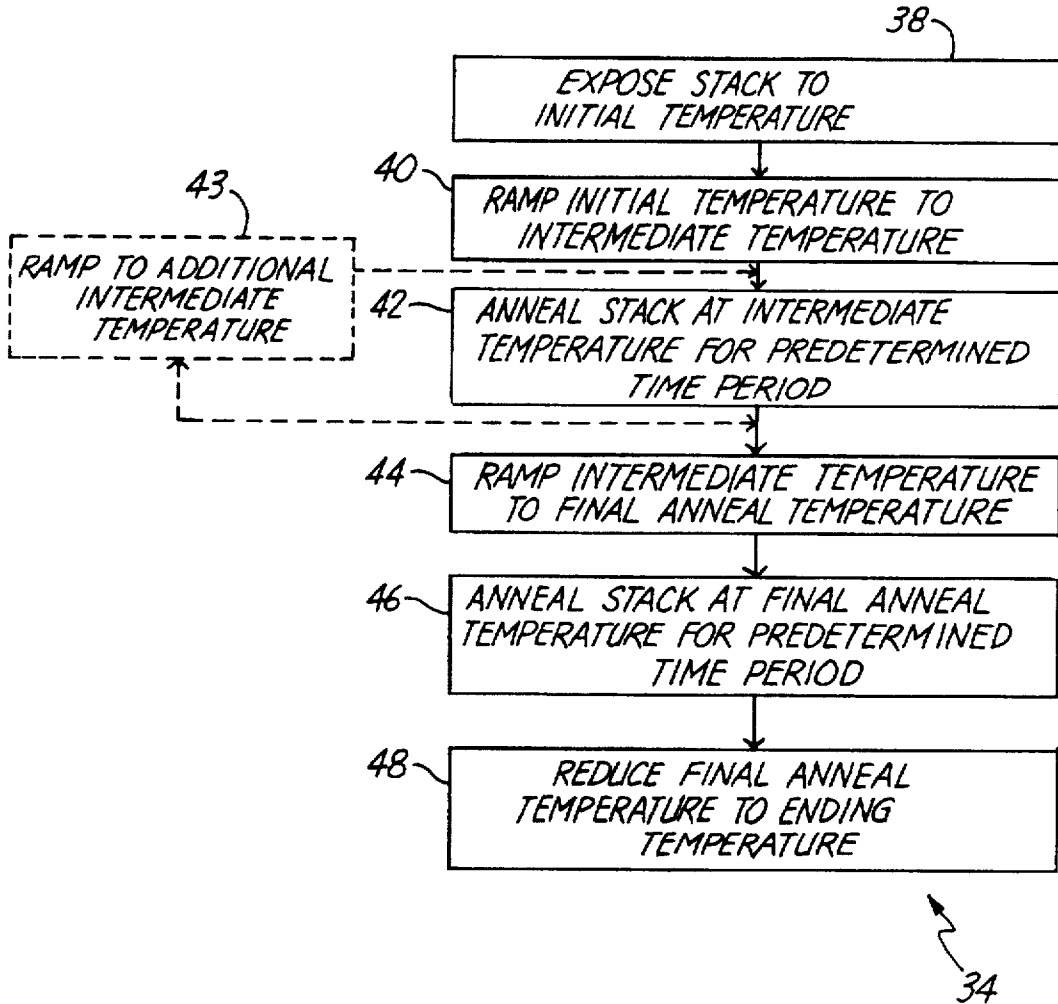 38
EXPOSE STACK TO
INITIAL TEMPERATURE
40
RAMP INITIAL TEMPERATURE TO
INTERMEDIATE TEMPERATURE
43
RAMP TO ADDITIONAL
INTERMEDIATE
TEMPERATURE
42
ANNEAL STACK AT INTERMEDIATE
TEMPERATURE FOR PREDETERMINED
TIME PERIOD
44
RAMP INTERMEDIATE TEMPERATURE
TO FINAL ANNEAL TEMPERATURE
46
ANNEAL STACK AT FINAL ANNEAL
TEMPERATURE FOR PREDETERMINED
TIME PERIOD
48
REDUCE FINAL ANNEAL
TEMPERATURE TO ENDING
TEMPERATURE
34